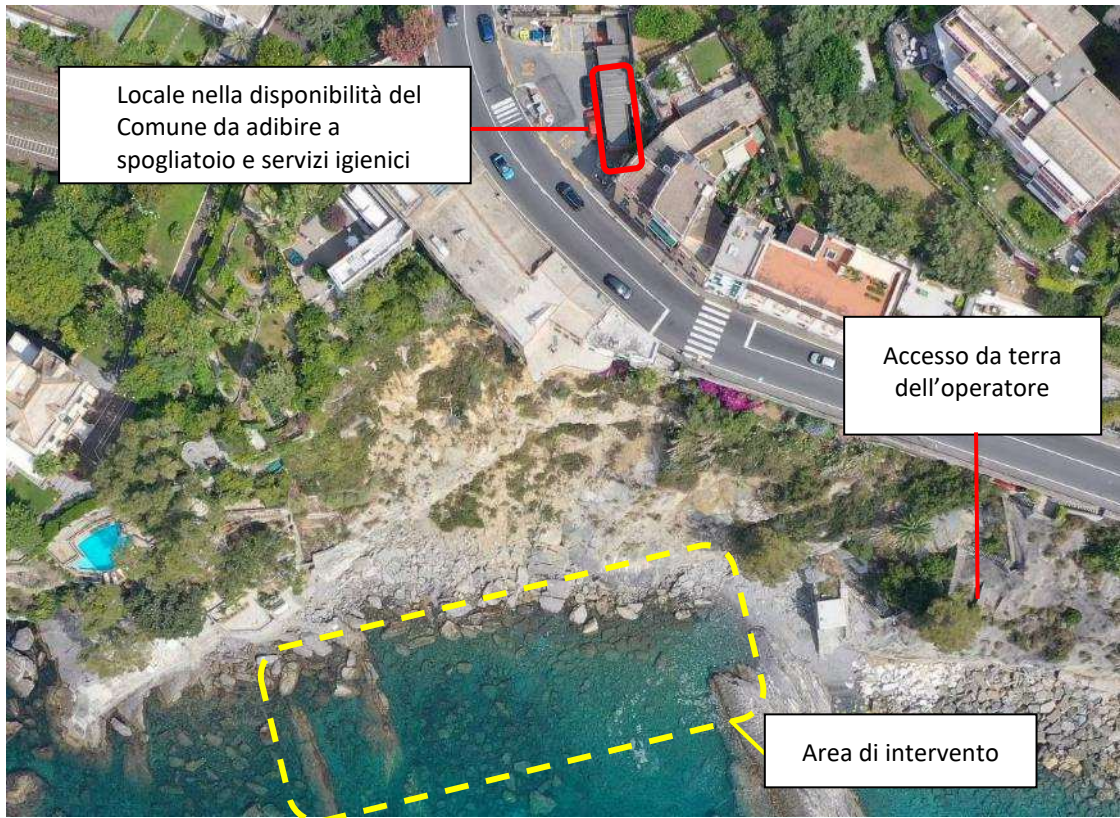 Locale nella disponibilità del
Comune da adibire a
spogliatoio e servizi igienici
Accesso da terra
dell’operatore
Area di intervento